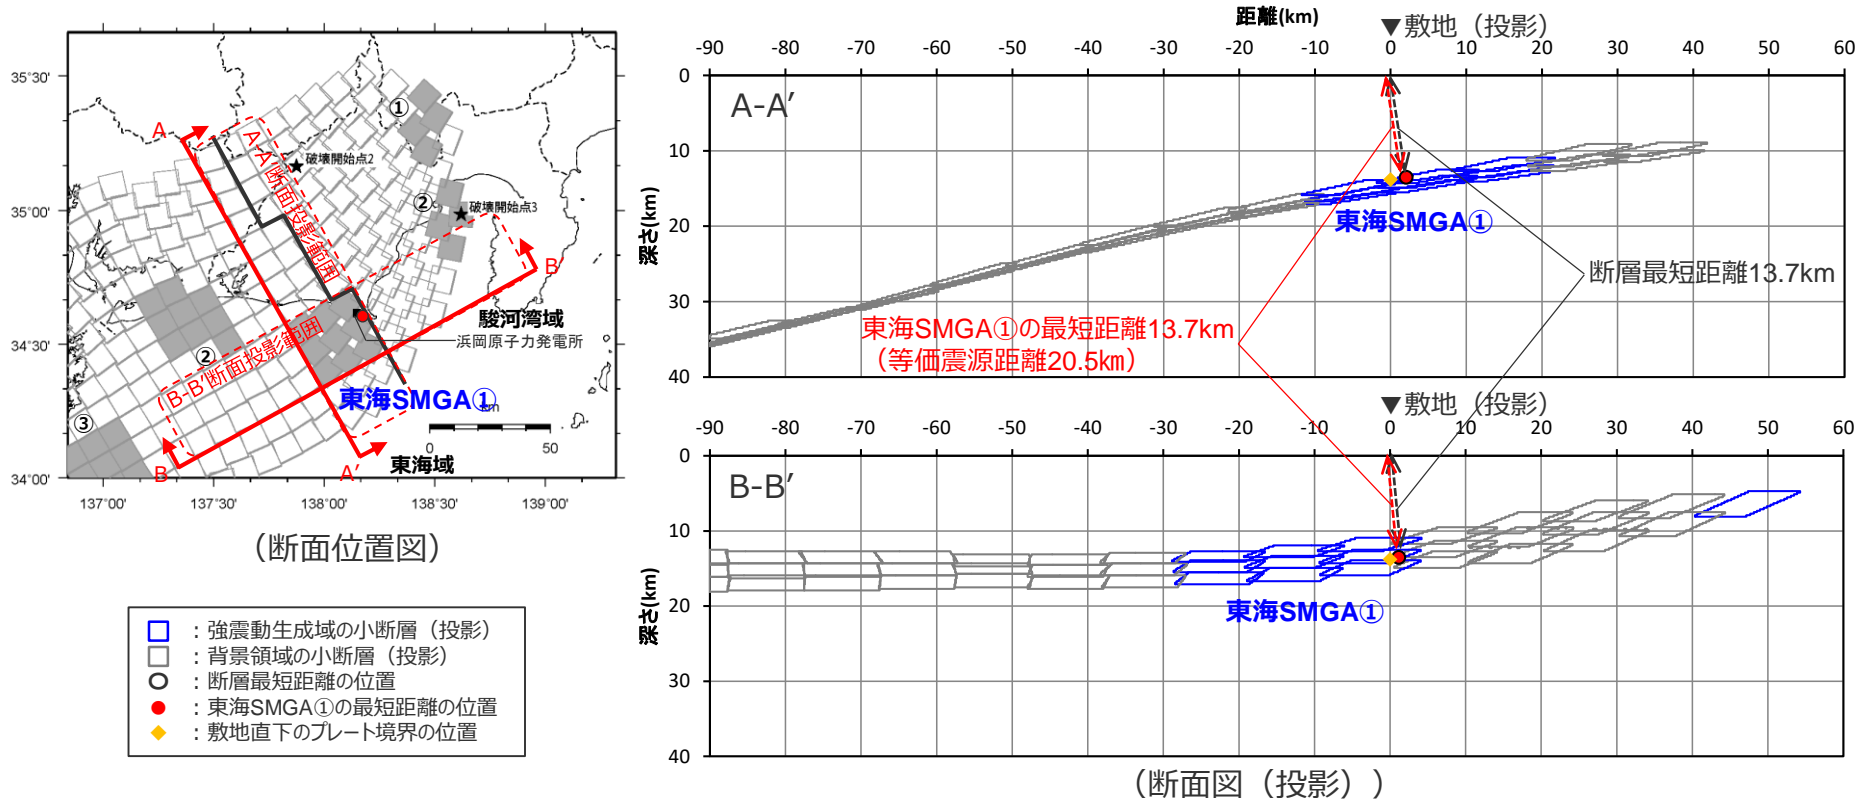 35°30'
35°00'
34°30'
34°00'
137°00'
137°30'
138°00'
138°30'
139°00'
A
A-A'断面投影範囲
破壊開始点2
①
②
破壊開始点3
B'
駿河湾域
浜岡原子力発電所
②
B-B'断面投影範囲
東海SMGA①
km
0
50
③
B
A'
東海域
（断面位置図）
：強震動生成域の小断層（投影）
：背景領域の小断層（投影）
：断層最短距離の位置
：東海SMGA①の最短距離の位置
：敷地直下のプレート境界の位置
距離(km)
▼敷地（投影）
-90 -80 -70 -60 -50 -40 -30 -20 -10 0 10 20 30 40 50 60
0
10
20
30
40
深さ(km)
A-A'
東海SMGA①
断層最短距離13.7km
東海SMGA①の最短距離13.7km
（等価震源距離20.5km）
▼敷地（投影）
-90 -80 -70 -60 -50 -40 -30 -20 -10 0 10 20 30 40 50 60
0
10
20
30
40
深さ(km)
B-B'
東海SMGA①
（断面図（投影））